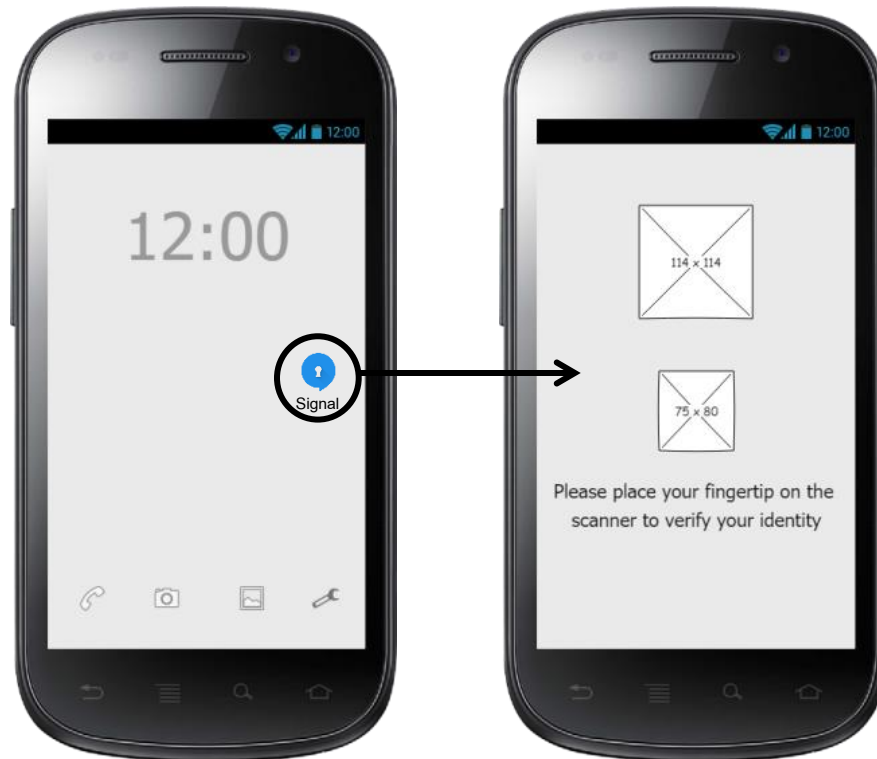 12:00
12:00
Signal
12:00
114 x 114
75 x 80
Please place your fingertip on the
scanner to verify your identity